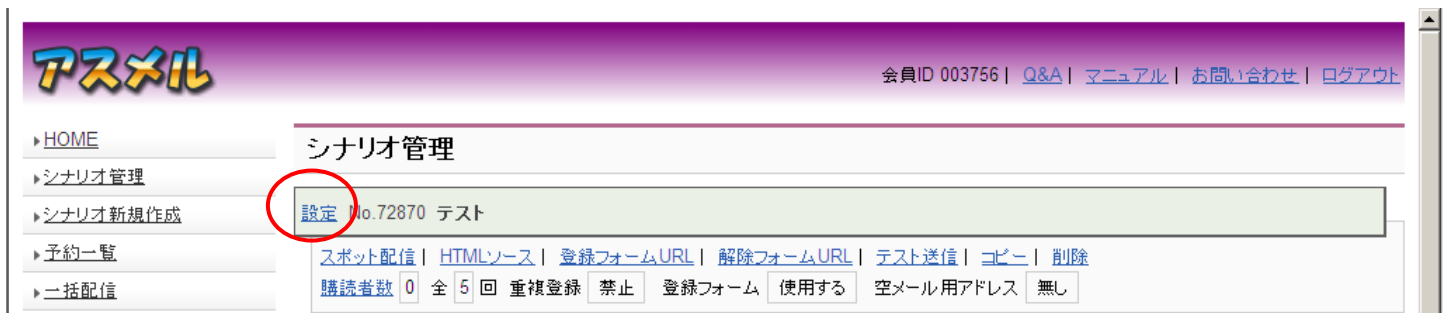 アスメル
会員ID 003756 | Q&A | マニュアル | お問い合わせ | ログアウト
HOME
シナリオ管理
シナリオ新規作成
予約一覧
一括配信
シナリオ管理
設定 No.72870 テスト
スポット配信 | HTMLソース | 登録フォームURL | 解除フォームURL | テスト送信 | コピー | 削除
購読者数 0 全 5 回 重複登録 禁止 登録フォーム 使用する 空メール用アドレス 無し